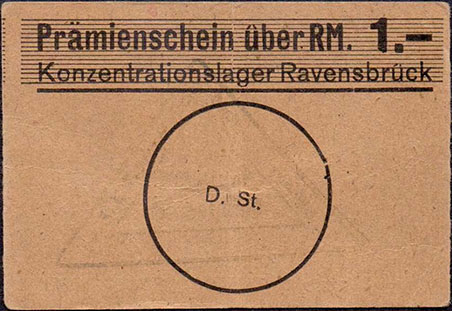 Prämienschein über RM. 1.–
Konzentrationslager Ravensbrück
D. St.